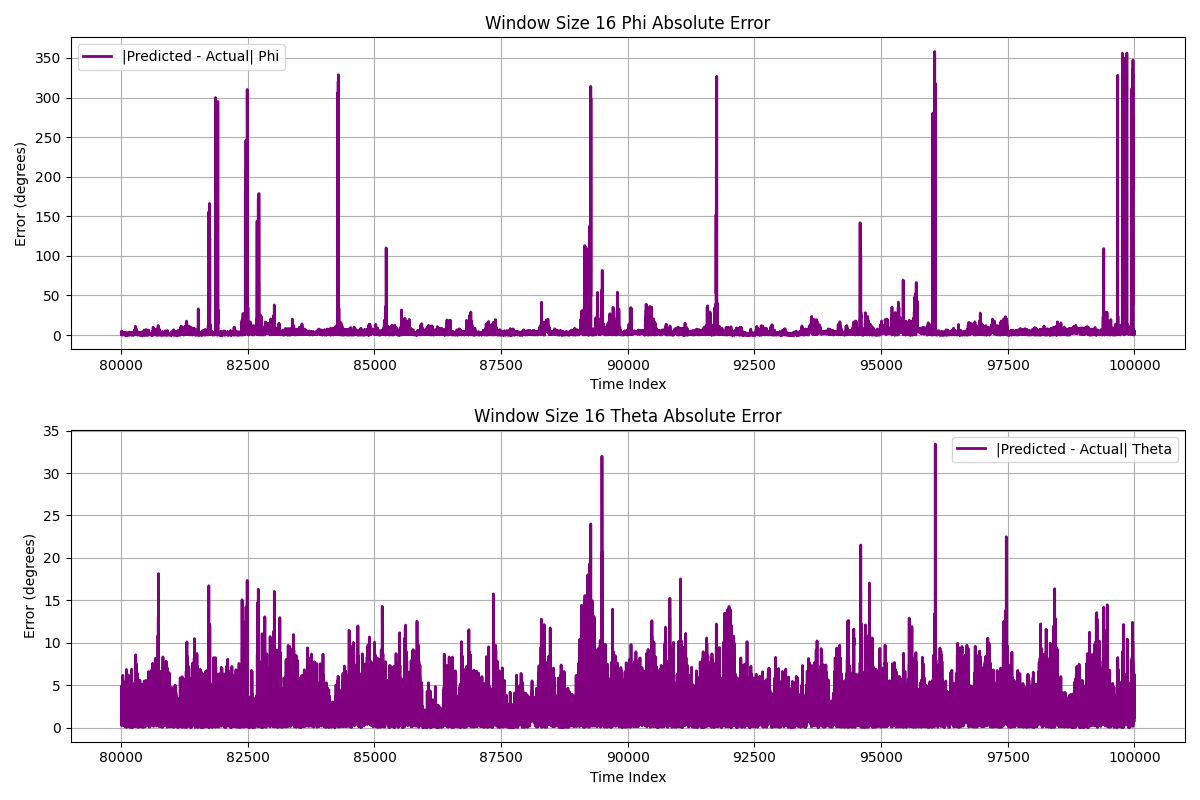 Window Size 16 Phi Absolute Error
|Predicted - Actual| Phi
Error (degrees)
350
300
250
200
150
100
50
0
80000 82500 85000 87500 90000 92500 95000 97500 100000
Time Index
Window Size 16 Theta Absolute Error
|Predicted - Actual| Theta
Error (degrees)
35
30
25
20
15
10
5
0
80000 82500 85000 87500 90000 92500 95000 97500 100000
Time Index